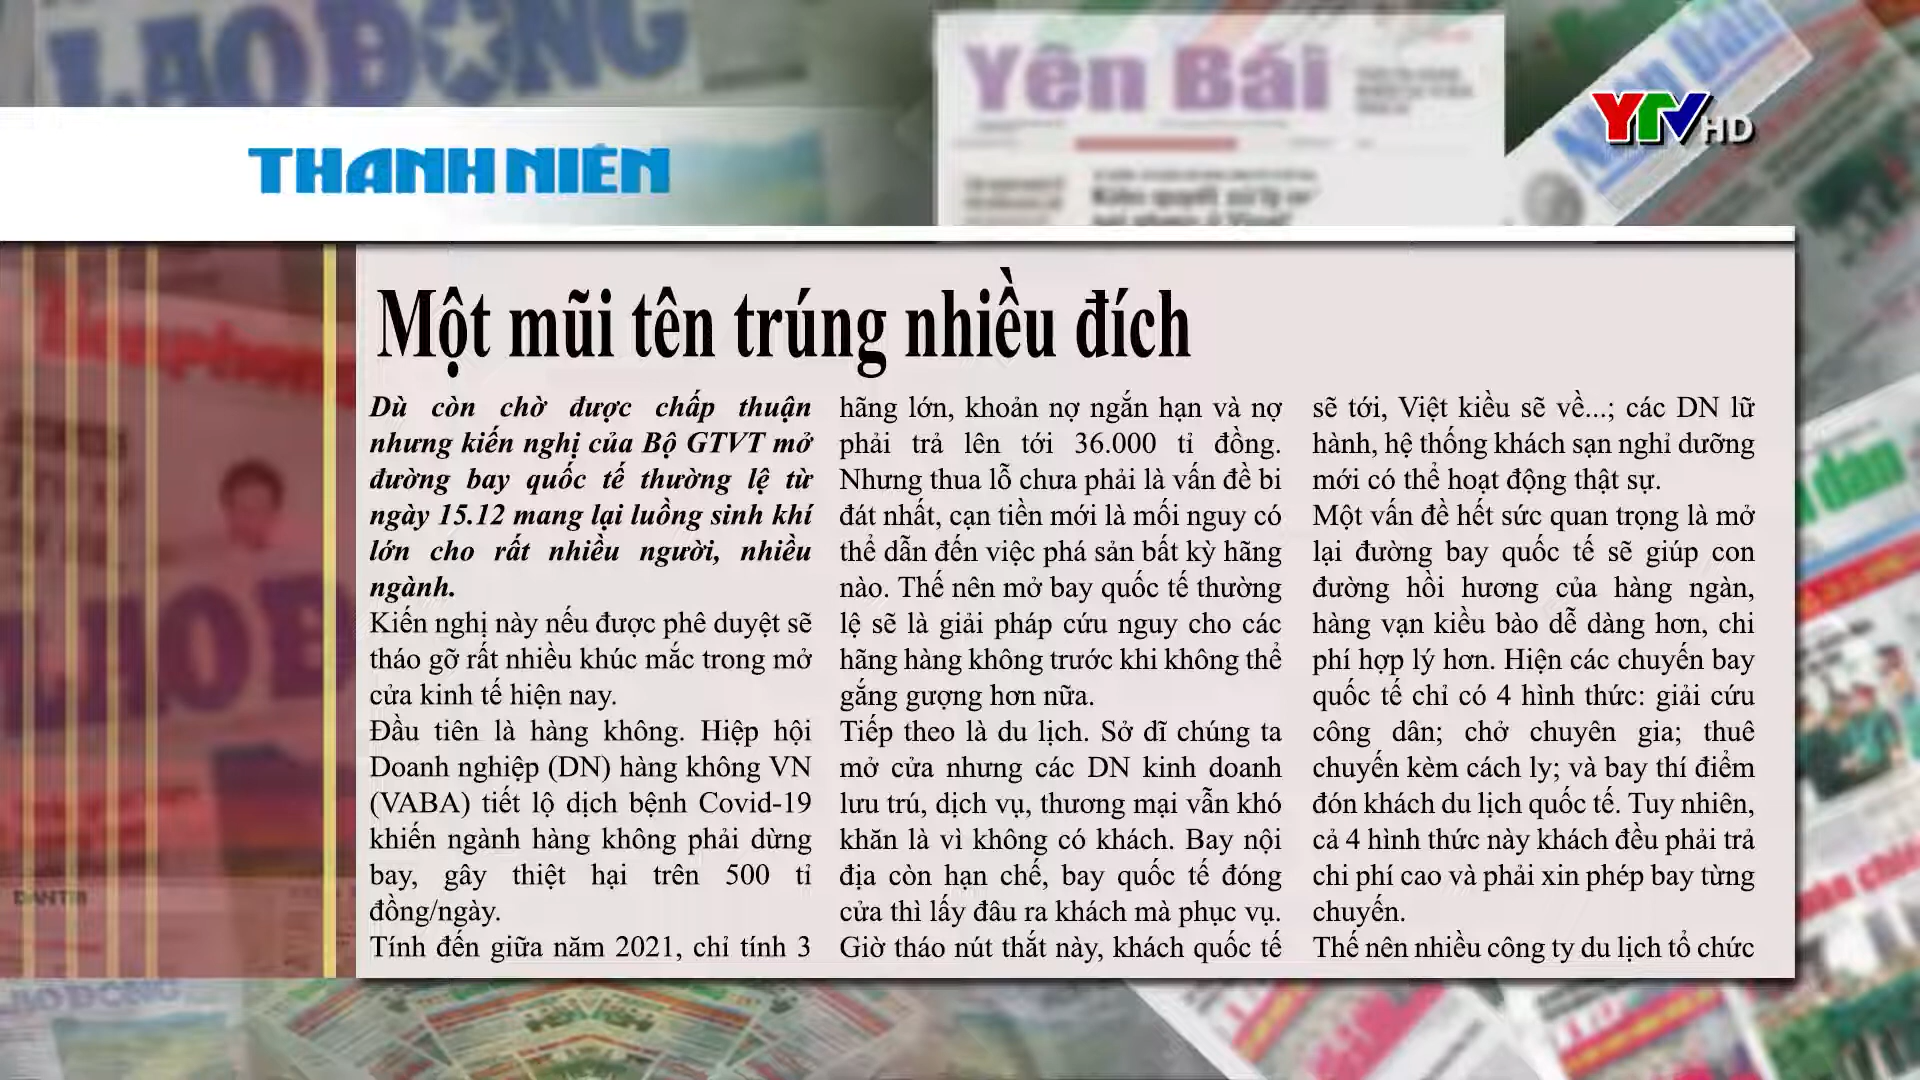 LAO ĐỘNG
Yên Bái
Nhân Dân
YTV HD
THANH NIÊN
Một mũi tên trúng nhiều đích
Dù còn chờ được chấp thuận
nhưng kiến nghị của Bộ GTVT mở
đường bay quốc tế thường lệ từ
ngày 15.12 mang lại luồng sinh khí
lớn cho rất nhiều người, nhiều
ngành.
Kiến nghị này nếu được phê duyệt sẽ
tháo gỡ rất nhiều khúc mắc trong mở
cửa kinh tế hiện nay.
Đầu tiên là hàng không. Hiệp hội
Doanh nghiệp (DN) hàng không VN
(VABA) tiết lộ dịch bệnh Covid-19
khiến ngành hàng không phải dừng
bay, gây thiệt hại trên 500 tỉ
đồng/ngày.
Tính đến giữa năm 2021, chỉ tính 3
hãng lớn, khoản nợ ngắn hạn và nợ
phải trả lên tới 36.000 tỉ đồng.
Nhưng thua lỗ chưa phải là vấn đề bi
đát nhất, cạn tiền mới là mối nguy có
thể dẫn đến việc phá sản bất kỳ hãng
nào. Thế nên mở bay quốc tế thường
lệ sẽ là giải pháp cứu nguy cho các
hãng hàng không trước khi không thể
gắng gượng hơn nữa.
Tiếp theo là du lịch. Sở dĩ chúng ta
mở cửa nhưng các DN kinh doanh
lưu trú, dịch vụ, thương mại vẫn khó
khăn là vì không có khách. Bay nội
địa còn hạn chế, bay quốc tế đóng
cửa thì lấy đâu ra khách mà phục vụ.
Giờ tháo nút thắt này, khách quốc tế
sẽ tới, Việt kiều sẽ về...; các DN lữ
hành, hệ thống khách sạn nghỉ dưỡng
mới có thể hoạt động thật sự.
Một vấn đề hết sức quan trọng là mở
lại đường bay quốc tế sẽ giúp con
đường hồi hương của hàng ngàn,
hàng vạn kiều bào dễ dàng hơn, chi
phí hợp lý hơn. Hiện các chuyến bay
quốc tế chỉ có 4 hình thức: giải cứu
công dân; chở chuyên gia; thuê
chuyến kèm cách ly; và bay thí điểm
đón khách du lịch quốc tế. Tuy nhiên,
cả 4 hình thức này khách đều phải trả
chi phí cao và phải xin phép bay từng
chuyến.
Thế nên nhiều công ty du lịch tổ chức
LAO Đ
DANTRI
LAO ĐỘNG